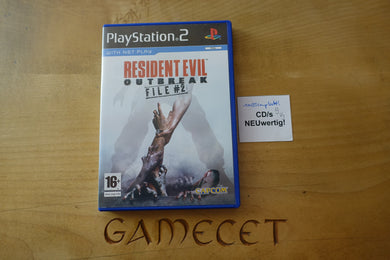 PlayStation 2
WITH NET PLAY
RESIDENT EVIL
OUTBREAK
FILE #2
16+
CAPCOM
CD/s
NEUwertig!
GAMECET